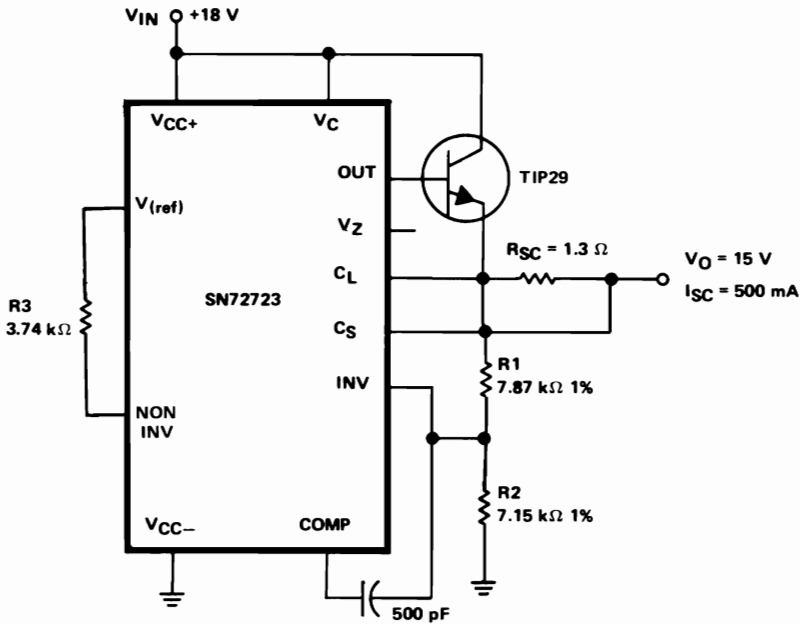 VIN +18 V
VCC+
VC
OUT
TIP29
V(ref)
VZ
RSC = 1.3 Ω
VO = 15 V
CL
ISC = 500 mA
R3
3.74 kΩ
SN72723
CS
R1
7.87 kΩ 1%
INV
NON
INV
R2
7.15 kΩ 1%
VCC–
COMP
500 pF